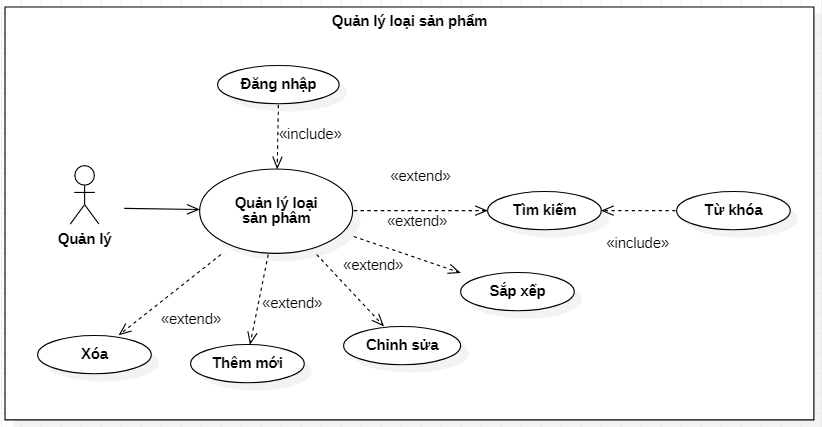 Quản lý loại sản phẩm
Đăng nhập
«include»
Quản lý loại
sản phẩm
«extend»
«extend»
Tìm kiếm
Từ khóa
«include»
Quản lý
«extend»
Sắp xếp
«extend»
«extend»
Xóa
Thêm mới
Chỉnh sửa